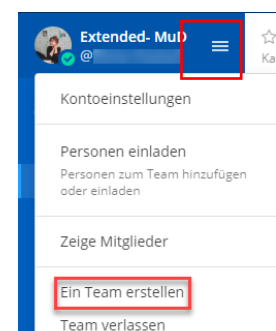 Extended- MuD
@
Ka
Kontoeinstellungen
Personen einladen
Personen zum Team hinzufügen
oder einladen
Zeige Mitglieder
Ein Team erstellen
Team verlassen